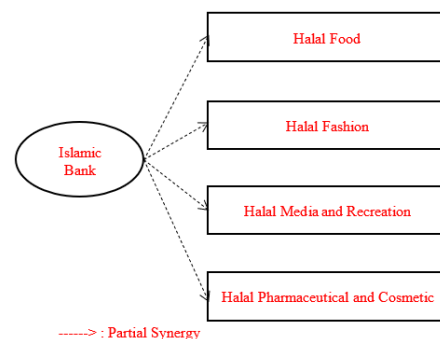 Halal Food
Halal Fashion
Islamic
Bank
Halal Media and Recreation
Halal Pharmaceutical and Cosmetic
------> : Partial Synergy